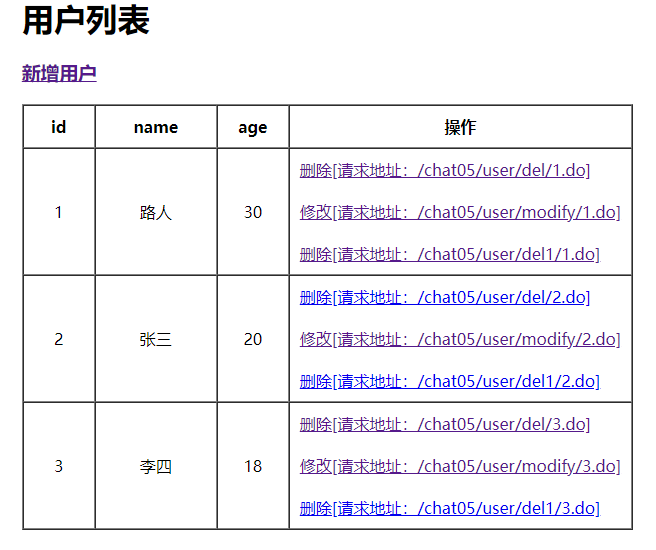 用户列表
新增用户
id name age 操作
删除[请求地址：/chat05/user/del/1.do]
1 路人 30 修改[请求地址：/chat05/user/modify/1.do]
删除[请求地址：/chat05/user/del1/1.do]
删除[请求地址：/chat05/user/del/2.do]
2 张三 20 修改[请求地址：/chat05/user/modify/2.do]
删除[请求地址：/chat05/user/del1/2.do]
删除[请求地址：/chat05/user/del/3.do]
3 李四 18 修改[请求地址：/chat05/user/modify/3.do]
删除[请求地址：/chat05/user/del1/3.do]